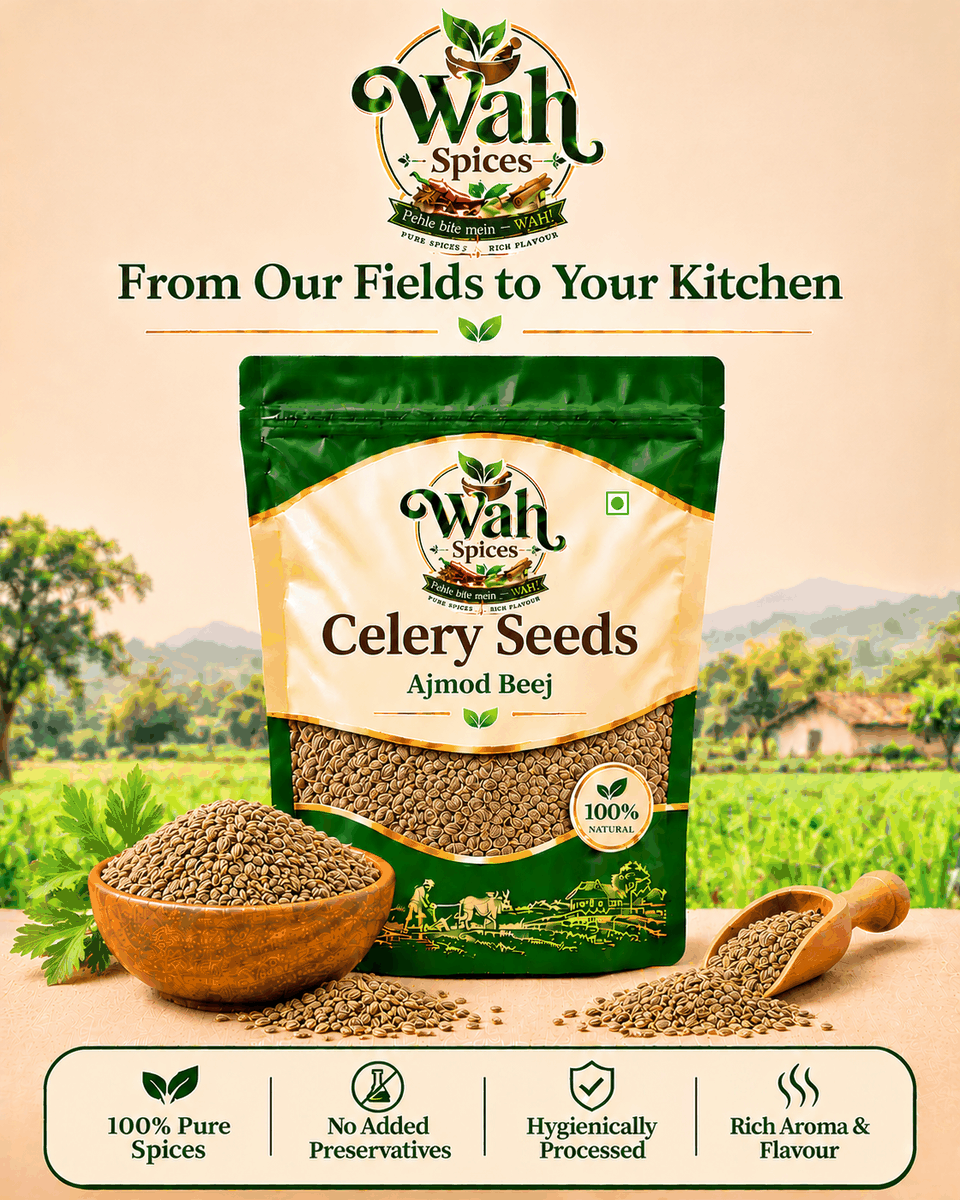 Wah
Spices
Pehle bite mein — WAH!
PURE SPICES RICH FLAVOUR
From Our Fields to Your Kitchen
Wah
Spices
Pehle bite mein — WAH!
PURE SPICES RICH FLAVOUR
Celery Seeds
Ajmod Beej
100%
NATURAL
100% Pure
Spices
No Added
Preservatives
Hygienically
Processed
Rich Aroma &
Flavour